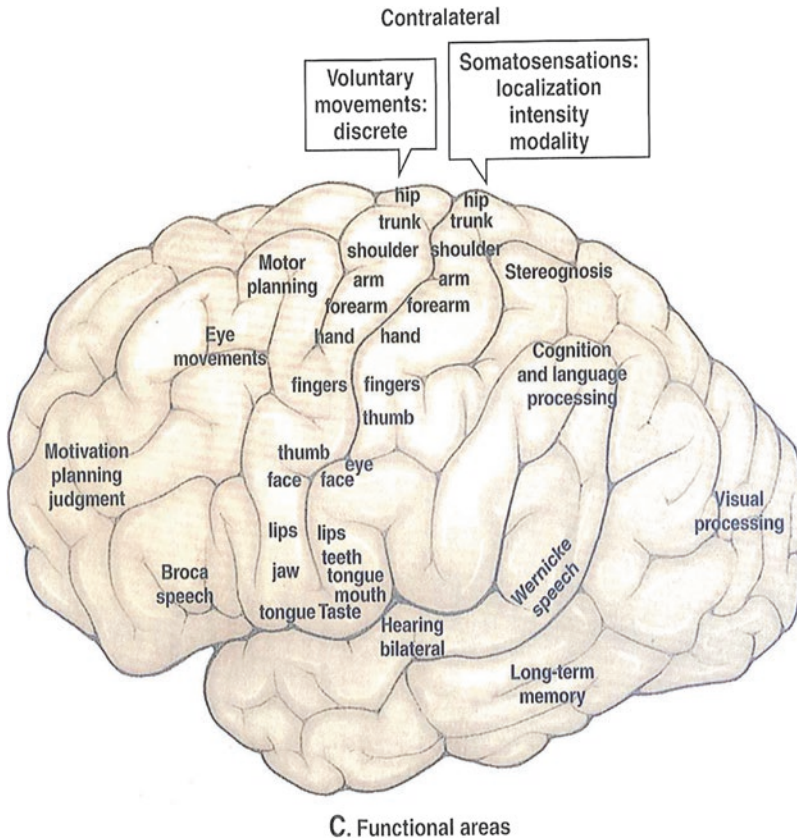 Contralateral
Voluntary
movements:
discrete
Somatosensations:
localization
intensity
modality
hip
trunk
shoulder
arm
forearm
hand
fingers
thumb
face
lips
jaw
tongue
hip
trunk
shoulder
arm
forearm
hand
fingers
thumb
eye
face
lips
teeth
tongue
mouth
Taste
Motor
planning
Eye
movements
Motivation
planning
judgment
Broca
speech
Stereognosis
Cognition
and language
processing
Visual
processing
Wernicke
speech
Hearing
bilateral
Long-term
memory
C. Functional areas